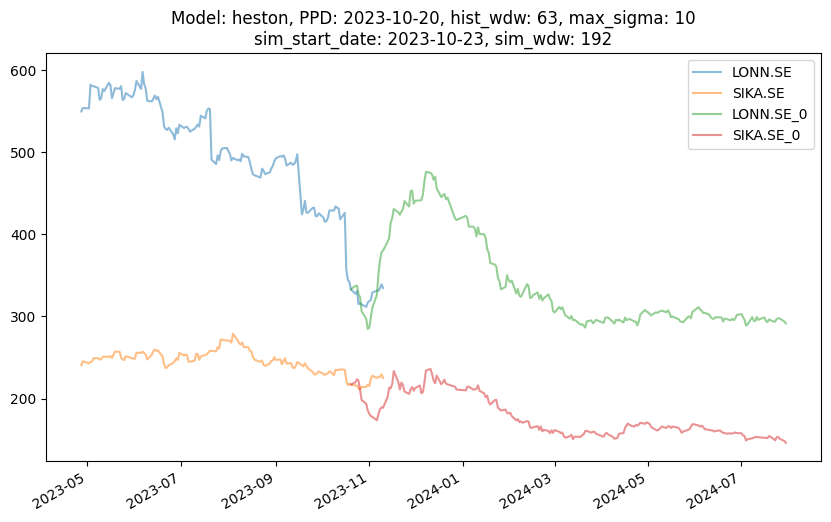 Model: heston, PPD: 2023-10-20, hist_wdw: 63, max_sigma: 10
sim_start_date: 2023-10-23, sim_wdw: 192
LONN.SE
SIKA.SE
LONN.SE_0
SIKA.SE_0
600
500
400
300
200
2023-05
2023-07
2023-09
2023-11
2024-01
2024-03
2024-05
2024-07